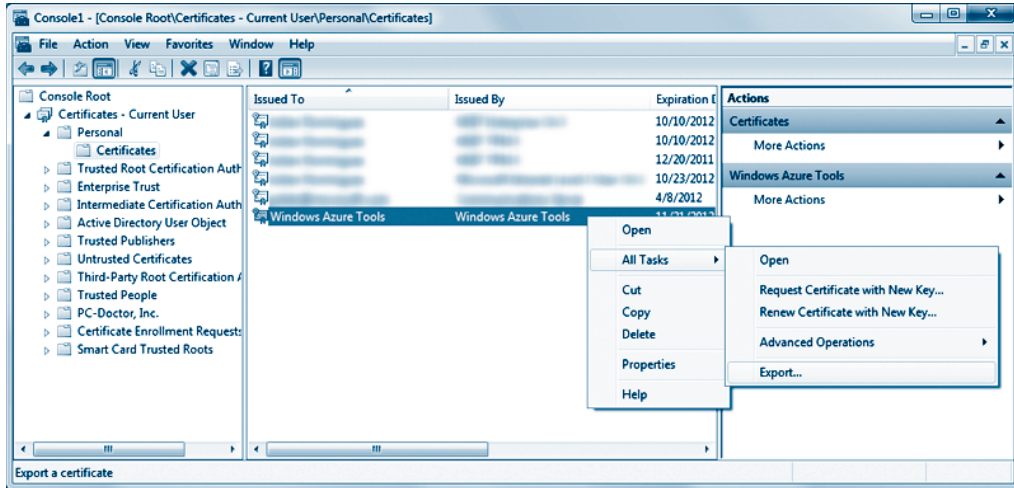 Console1 - [Console Root\Certificates - Current User\Personal\Certificates]
File Action View Favorites Window Help
Console Root
Certificates - Current User
Personal
Certificates
Trusted Root Certification Auth
Enterprise Trust
Intermediate Certification Auth
Active Directory User Object
Trusted Publishers
Untrusted Certificates
Third-Party Root Certification A
Trusted People
PC-Doctor, Inc.
Certificate Enrollment Requests
Smart Card Trusted Roots
Issued To Issued By Expiration D
10/10/2012
10/10/2012
12/20/2011
10/23/2012
4/8/2012
Windows Azure Tools Windows Azure Tools 11/21/2012
Open
All Tasks
Cut
Copy
Delete
Properties
Help
Open
Request Certificate with New Key...
Renew Certificate with New Key...
Advanced Operations
Export...
Actions
Certificates
More Actions
Windows Azure Tools
More Actions
Export a certificate